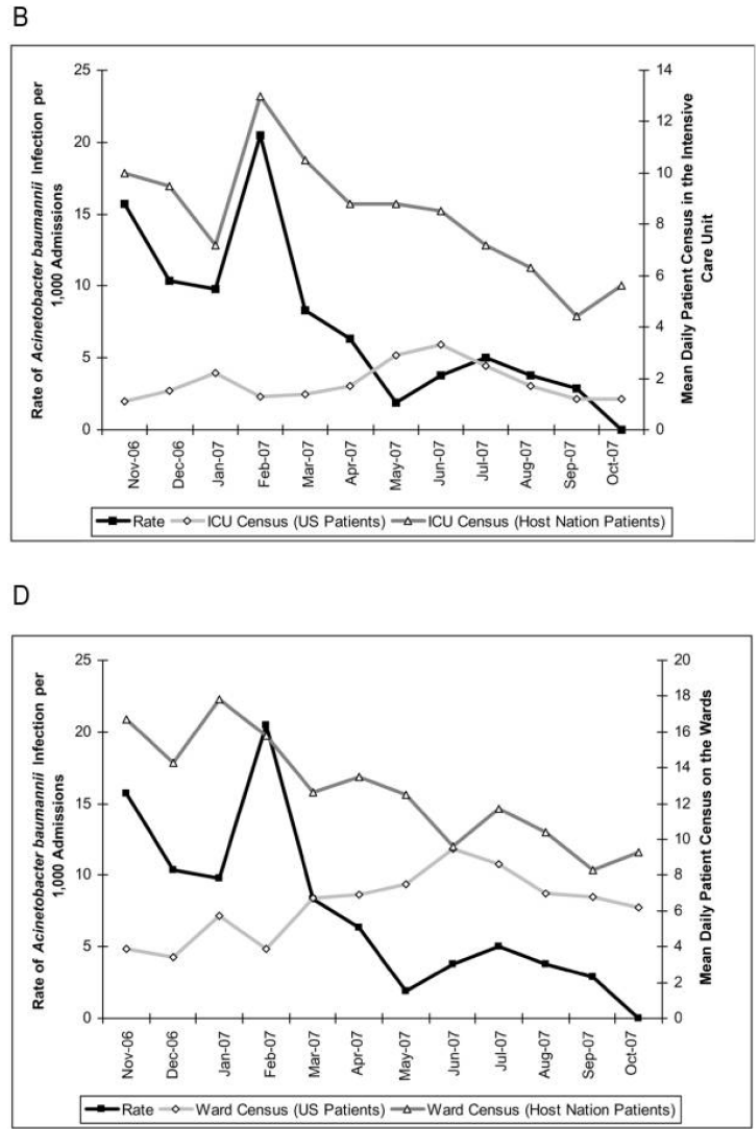 B
Rate of Acinetobacter baumannii Infection per
1,000 Admissions
25
20
15
10
5
0
14
12
10
8
6
4
2
0
Mean Daily Patient Census in the Intensive
Care Unit
Nov-06
Dec-06
Jan-07
Feb-07
Mar-07
Apr-07
May-07
Jun-07
Jul-07
Aug-07
Sep-07
Oct-07
Rate ICU Census (US Patients) ICU Census (Host Nation Patients)
D
Rate of Acinetobacter baumannii Infection per
1,000 Admissions
25
20
15
10
5
0
20
18
16
14
12
10
8
6
4
2
0
Mean Daily Patient Census on the Wards
Nov-06
Dec-06
Jan-07
Feb-07
Mar-07
Apr-07
May-07
Jun-07
Jul-07
Aug-07
Sep-07
Oct-07
Rate Ward Census (US Patients) Ward Census (Host Nation Patients)